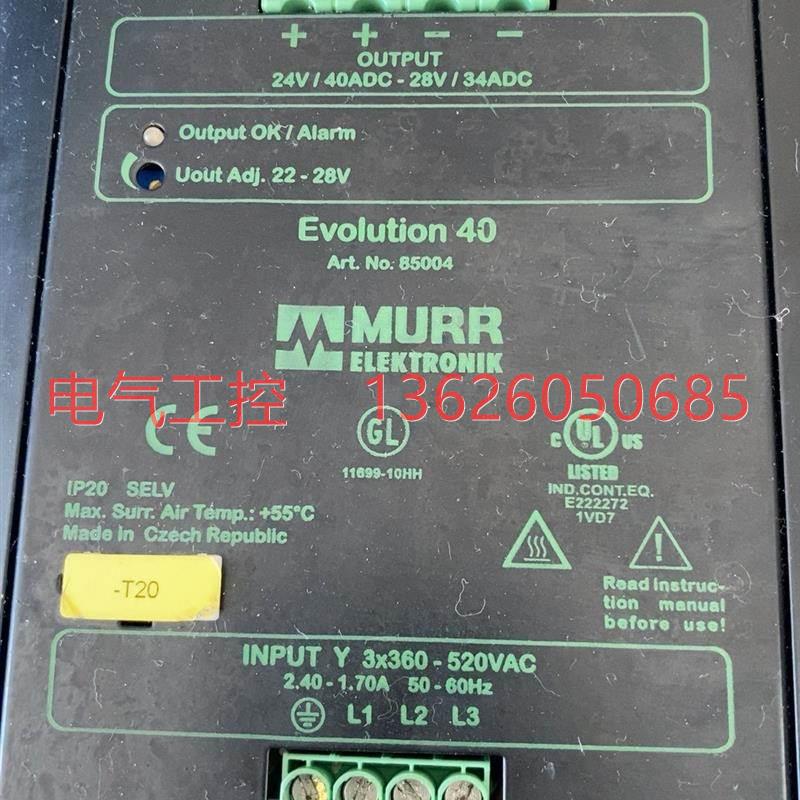 + + - -
OUTPUT
24V / 40ADC - 28V / 34ADC
Output OK / Alarm
Uout Adj. 22 - 28V
Evolution 40
Art. No. 85004
MURR
ELEKTRONIK
电气工控 13626050685
CE GL c UL US
LISTED
11699-10HH
IND.CONT.EQ.
E222272
1VD7
IP20 SELV
Max. Surr. Air Temp.: +55°C
Made in Czech Republic
-T20
Read instruc-
tion manual
before use!
INPUT Y 3x360 - 520VAC
2.40 - 1.70A 50 - 60Hz
L1 L2 L3